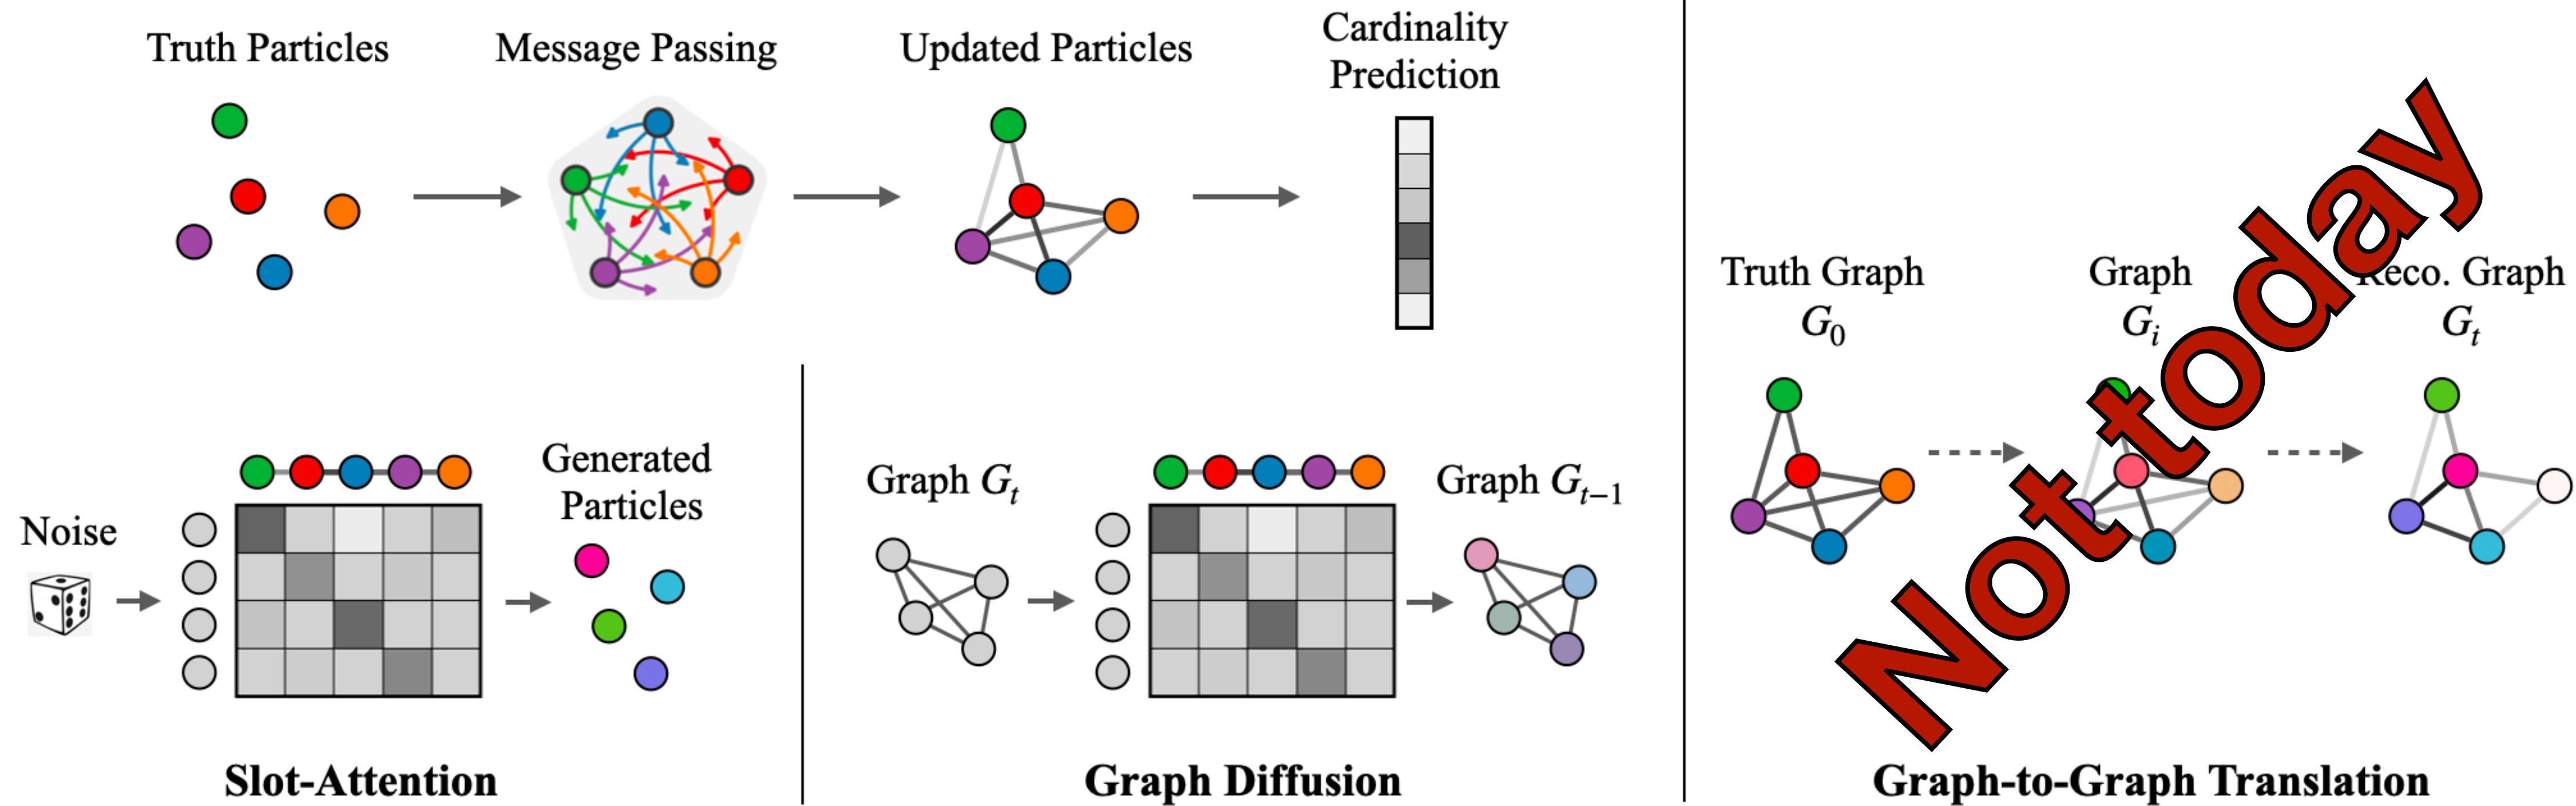 Truth Particles
Message Passing
Updated Particles
Cardinality
Prediction
Noise
Generated
Particles
Slot-Attention
Graph Gt
Graph Gt−1
Graph Diffusion
Truth Graph
G0
Graph
Gi
Reco. Graph
Gt
Not today
Graph-to-Graph Translation